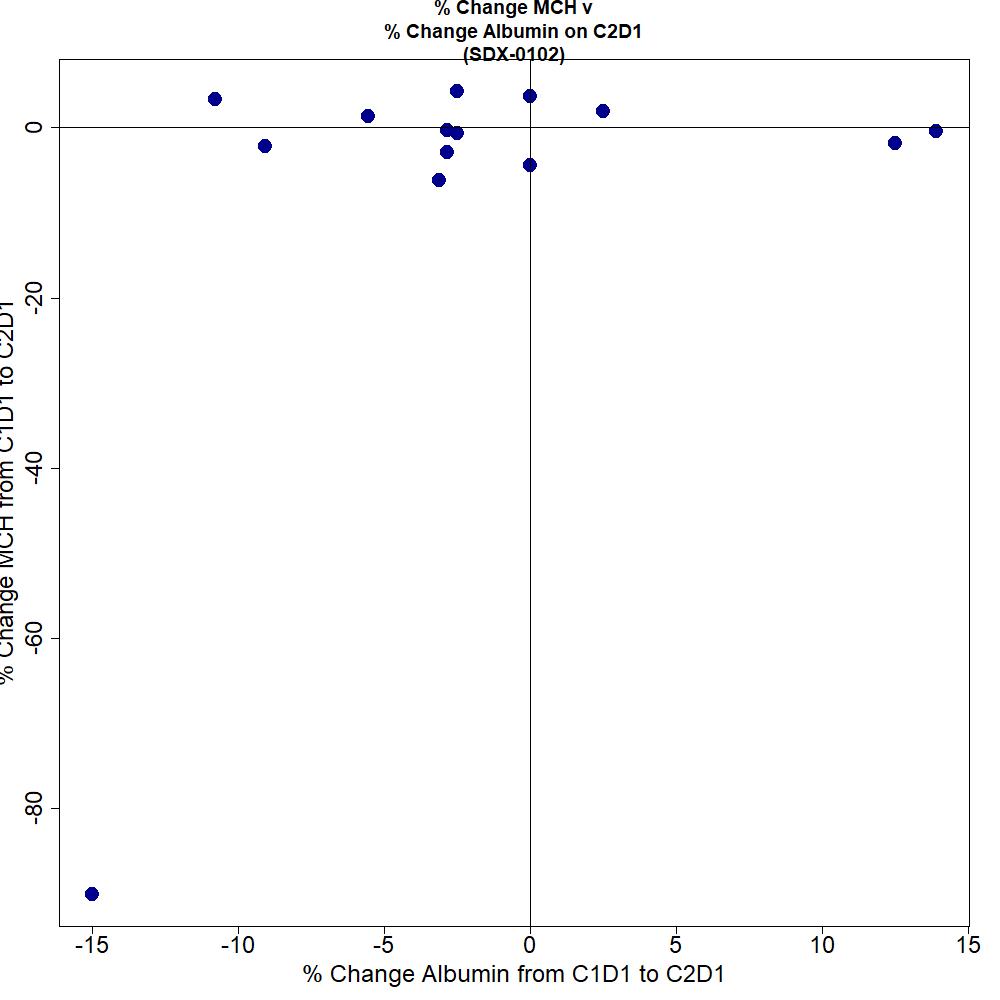 % Change MCH v
% Change Albumin on C2D1
(SDX-0102)
% Change MCH from C1D1 to C2D1
0
-20
-40
-60
-80
-15 -10 -5 0 5 10 15
% Change Albumin from C1D1 to C2D1